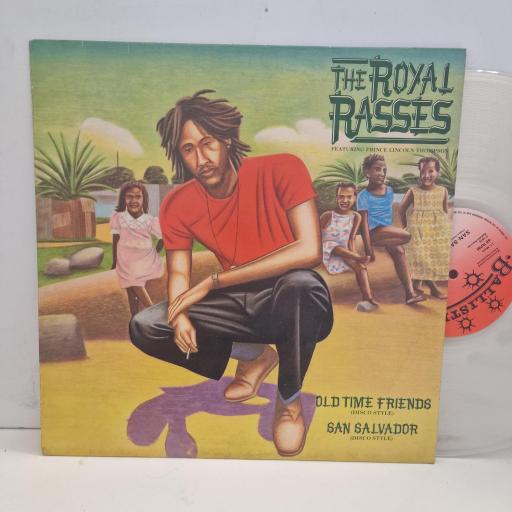 THE ROYAL
RASSES
FEATURING PRINCE LINCOLN THOMPSON
OLD TIME FRIENDS
(DISCO STYLE)
SAN SALVADOR
(DISCO STYLE)